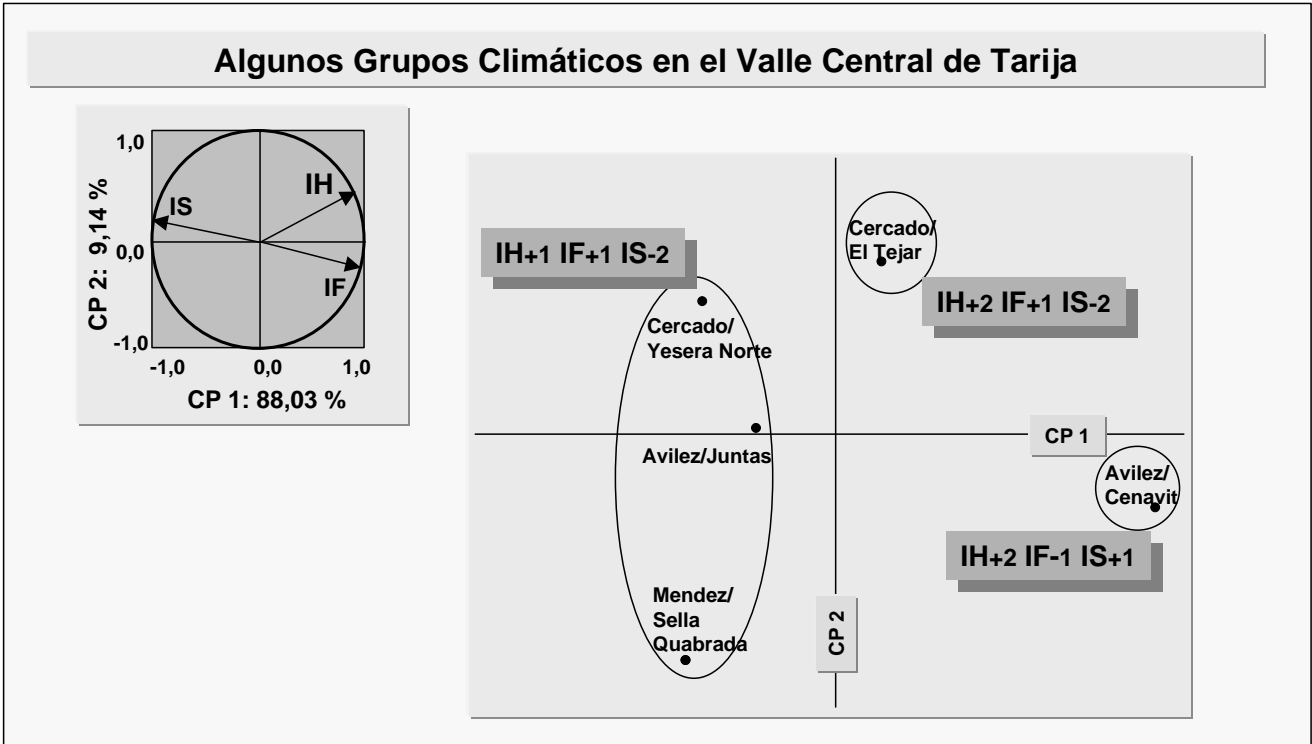 Algunos Grupos Climáticos en el Valle Central de Tarija
1,0
0,0
-1,0
CP 2: 9,14 %
IS
IH
IF
-1,0 0,0 1,0
CP 1: 88,03 %
IH+1 IF+1 IS-2
Cercado/
Yesera Norte
Avilez/Juntas
Mendez/
Sella
Quabrada
Cercado/
El Tejar
IH+2 IF+1 IS-2
CP 1
Avilez/
Cenavit
IH+2 IF-1 IS+1
CP 2